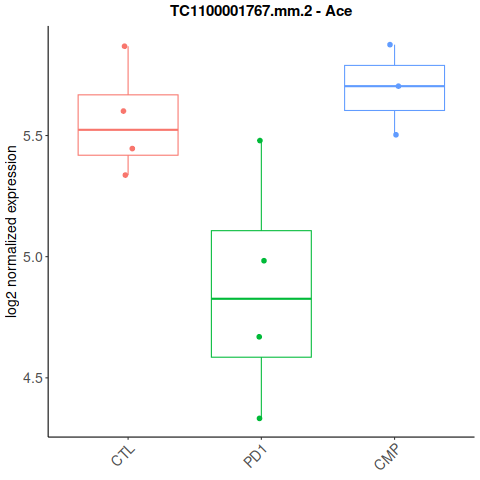 TC1100001767.mm.2 - Ace
log2 normalized expression
5.5
5.0
4.5
CTL
PD1
CMP